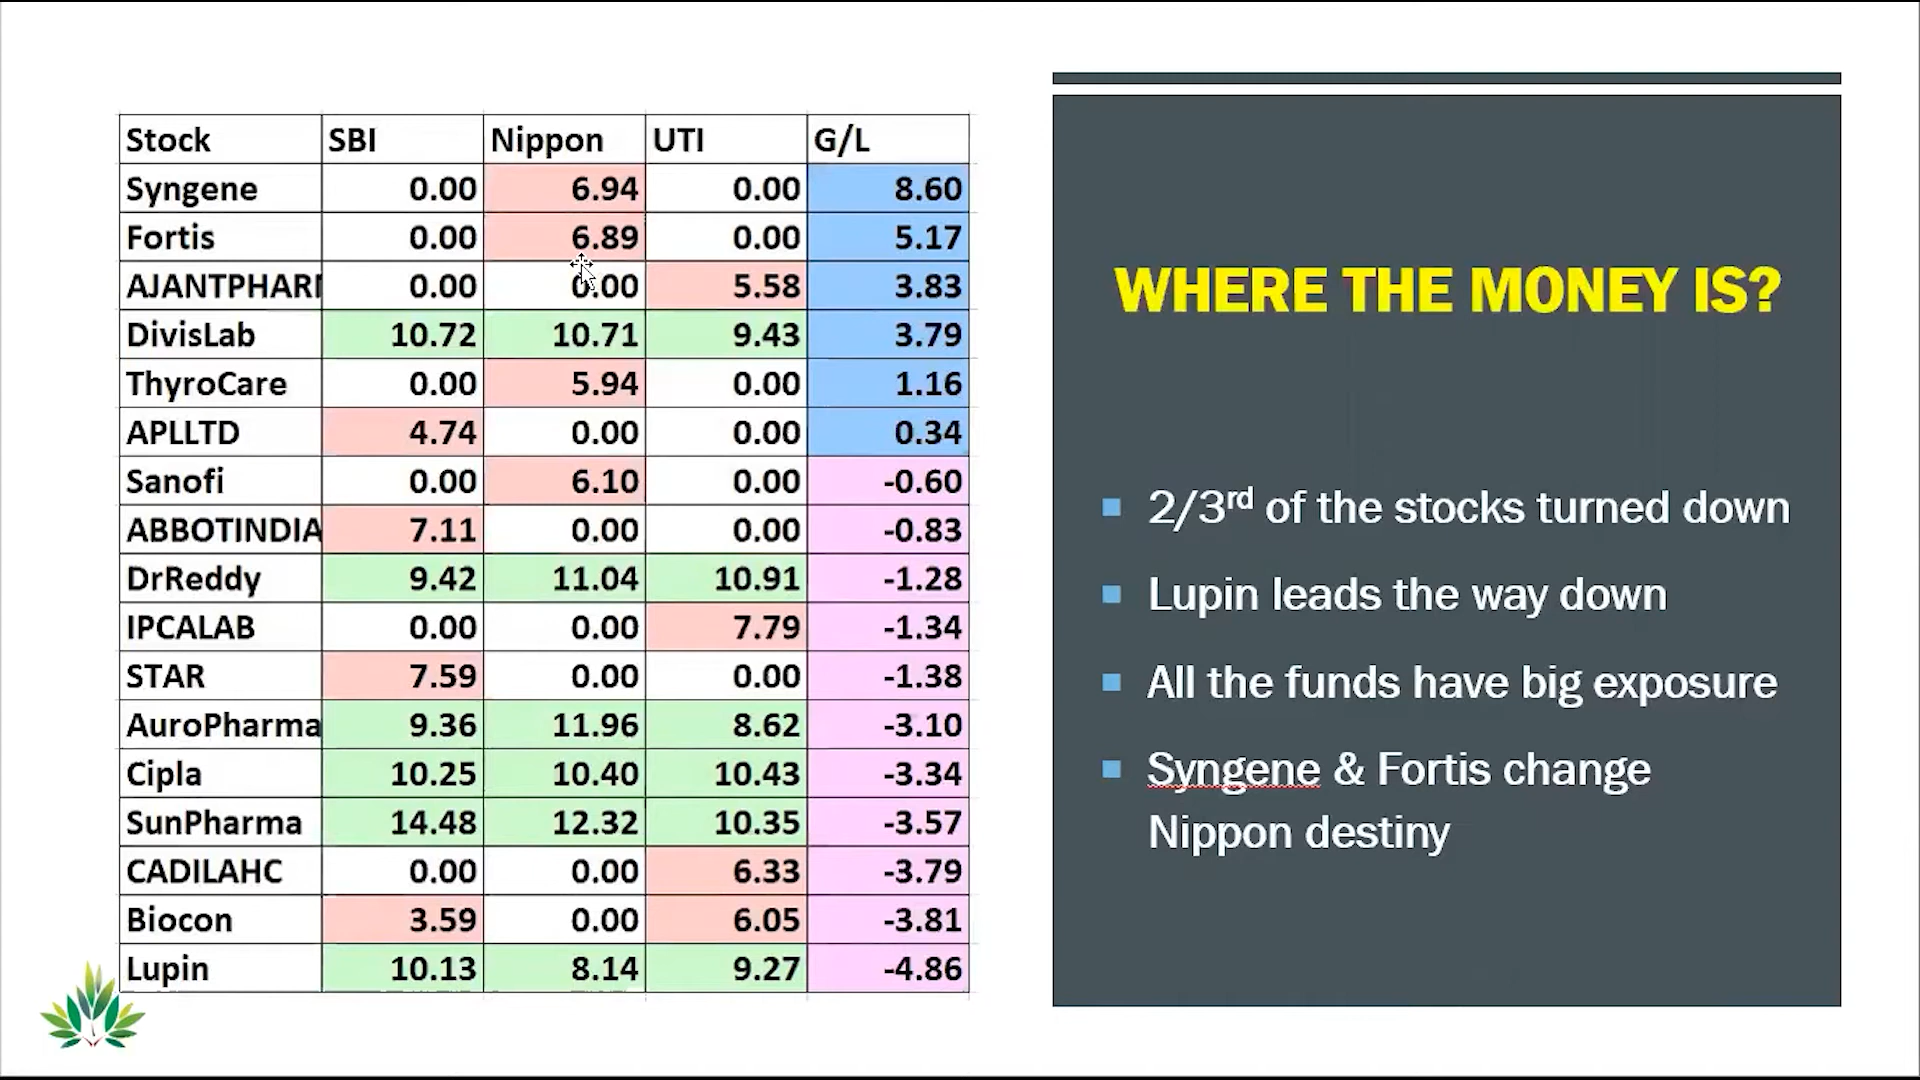 Stock SBI Nippon UTI G/L
Syngene 0.00 6.94 0.00 8.60
Fortis 0.00 6.89 0.00 5.17
AJANTPHARM 0.00 0.00 5.58 3.83
DivisLab 10.72 10.71 9.43 3.79
ThyroCare 0.00 5.94 0.00 1.16
APLLTD 4.74 0.00 0.00 0.34
Sanofi 0.00 6.10 0.00 -0.60
ABBOTINDIA 7.11 0.00 0.00 -0.83
DrReddy 9.42 11.04 10.91 -1.28
IPCALAB 0.00 0.00 7.79 -1.34
STAR 7.59 0.00 0.00 -1.38
AuroPharma 9.36 11.96 8.62 -3.10
Cipla 10.25 10.40 10.43 -3.34
SunPharma 14.48 12.32 10.35 -3.57
CADILAHC 0.00 0.00 6.33 -3.79
Biocon 3.59 0.00 6.05 -3.81
Lupin 10.13 8.14 9.27 -4.86
WHERE THE MONEY IS?
2/3rd of the stocks turned down
Lupin leads the way down
All the funds have big exposure
Syngene & Fortis change
Nippon destiny